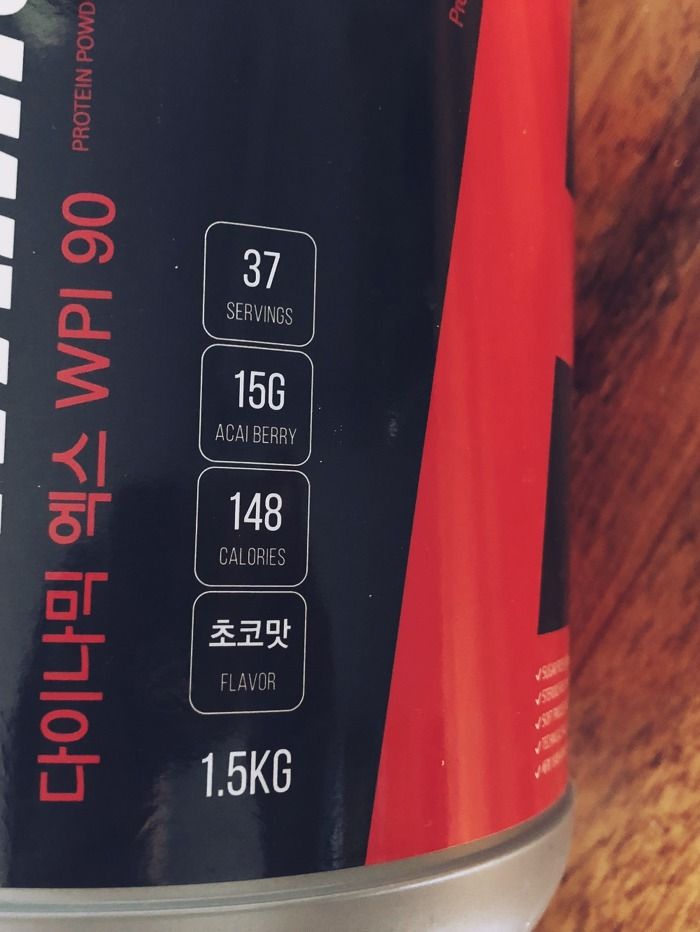 다이나믹 엑스 WPI 90
PROTEIN POWD
37
SERVINGS
15G
ACAI BERRY
148
CALORIES
초코맛
FLAVOR
1.5KG